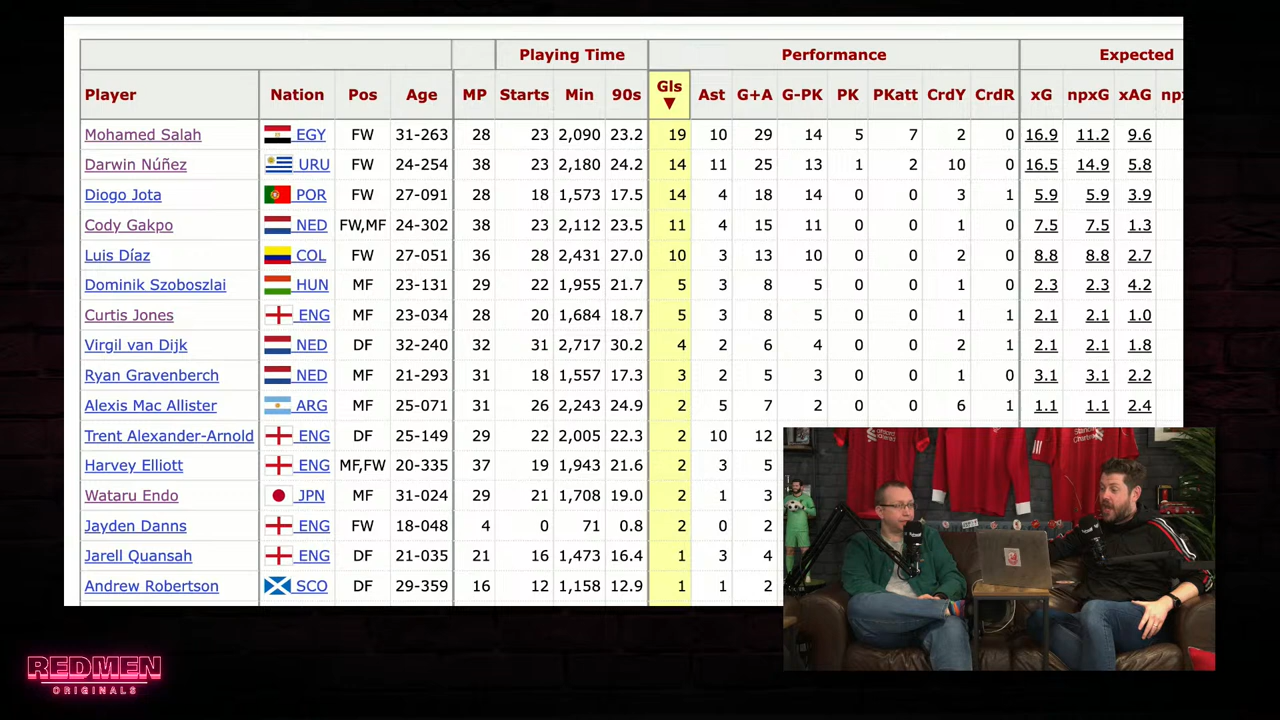 Playing Time Performance Expected
Player Nation Pos Age MP Starts Min 90s Gls ▼ Ast G+A G-PK PK PKatt CrdY CrdR xG npxG xAG npx
Mohamed Salah EGY FW 31-263 28 23 2,090 23.2 19 10 29 14 5 7 2 0 16.9 11.2 9.6
Darwin Núñez URU FW 24-254 38 23 2,180 24.2 14 11 25 13 1 2 10 0 16.5 14.9 5.8
Diogo Jota POR FW 27-091 28 18 1,573 17.5 14 4 18 14 0 0 3 1 5.9 5.9 3.9
Cody Gakpo NED FW,MF 24-302 38 23 2,112 23.5 11 4 15 11 0 0 1 0 7.5 7.5 1.3
Luis Díaz COL FW 27-051 36 28 2,431 27.0 10 3 13 10 0 0 2 0 8.8 8.8 2.7
Dominik Szoboszlai HUN MF 23-131 29 22 1,955 21.7 5 3 8 5 0 0 1 0 2.3 2.3 4.2
Curtis Jones ENG MF 23-034 28 20 1,684 18.7 5 3 8 5 0 0 1 1 2.1 2.1 1.0
Virgil van Dijk NED DF 32-240 32 31 2,717 30.2 4 2 6 4 0 0 2 1 2.1 2.1 1.8
Ryan Gravenberch NED MF 21-293 31 18 1,557 17.3 3 2 5 3 0 0 1 0 3.1 3.1 2.2
Alexis Mac Allister ARG MF 25-071 31 26 2,243 24.9 2 5 7 2 0 0 6 1 1.1 1.1 2.4
Trent Alexander-Arnold ENG DF 25-149 29 22 2,005 22.3 2 10 12
Harvey Elliott ENG MF,FW 20-335 37 19 1,943 21.6 2 3 5
Wataru Endo JPN MF 31-024 29 21 1,708 19.0 2 1 3
Jayden Danns ENG FW 18-048 4 0 71 0.8 2 0 2
Jarell Quansah ENG DF 21-035 21 16 1,473 16.4 1 3 4
Andrew Robertson SCO DF 29-359 16 12 1,158 12.9 1 1 2
REDMEN
ORIGINALS